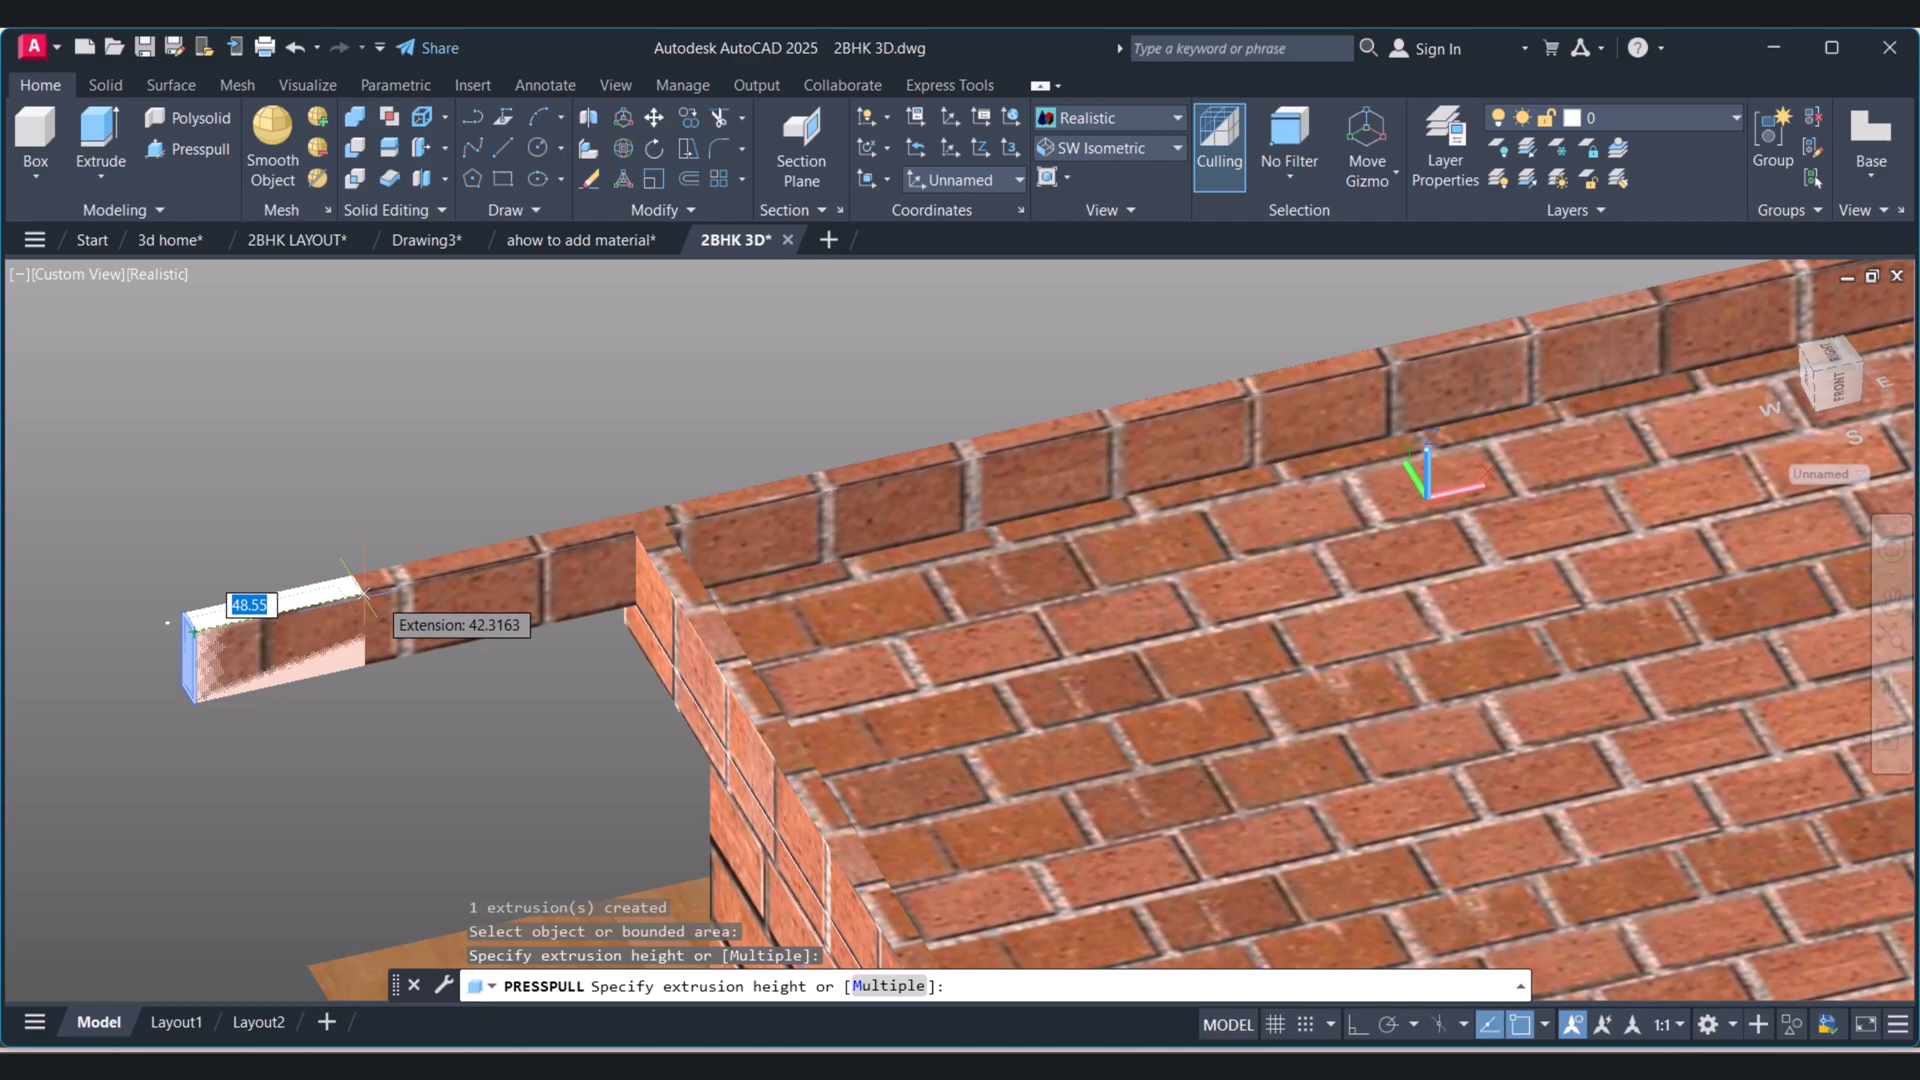 A
Share
Autodesk AutoCAD 2025 2BHK 3D.dwg
Type a keyword or phrase
Sign In
Home Solid Surface Mesh Visualize Parametric Insert Annotate View Manage Output Collaborate Express Tools
Box
Extrude
Polysolid
Presspull
Smooth
Object
Section
Plane
Unnamed
Realistic
SW Isometric
Culling
No Filter
Move
Gizmo
Layer
Properties
0
Group
Base
Modeling Mesh Solid Editing Draw Modify Section Coordinates View Selection Layers Groups View
Start 3d home* 2BHK LAYOUT* Drawing3* ahow to add material* 2BHK 3D*
[−][Custom View][Realistic]
RIGHT
FRONT
W
E
S
Z
X
Unnamed
48.55
Extension: 42.3163
1 extrusion(s) created
Select object or bounded area:
Specify extrusion height or [Multiple]:
PRESSPULL Specify extrusion height or [Multiple]:
Model Layout1 Layout2
MODEL
1:1